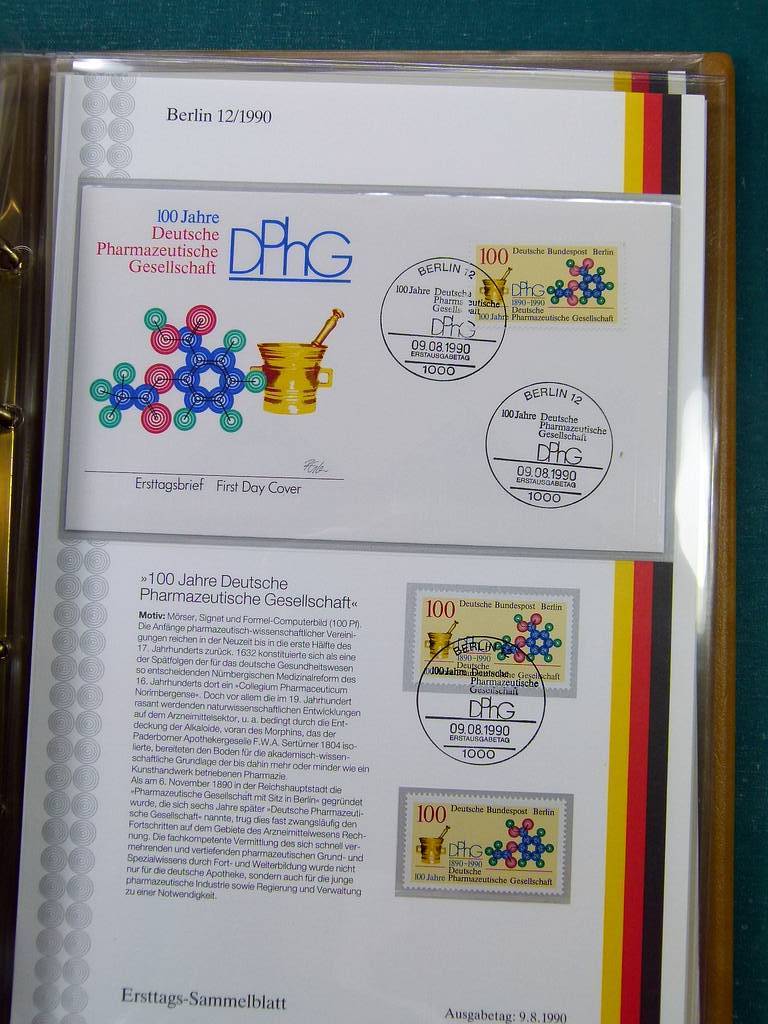 Berlin 12/1990
100 Jahre
Deutsche
Pharmazeutische
Gesellschaft
DPhG
Ersttagsbrief First Day Cover
BERLIN 12
100 Jahre Deutsche
Pharmazeutische
Gesellschaft
DPhG
09.08.1990
ERSTAUSGABETAG
1000
100 Deutsche Bundespost Berlin
DPhG
1890-1990
Deutsche
100 Jahre Pharmazeutische Gesellschaft
BERLIN 12
100 Jahre Deutsche
Pharmazeutische
Gesellschaft
DPhG
09.08.1990
ERSTAUSGABETAG
1000
»100 Jahre Deutsche
Pharmazeutische Gesellschaft«
Motiv: Mörser, Signet und Formel-Computerbild (100 Pf).
Die Anfänge pharmazeutisch-wissenschaftlicher Vereini-
gungen reichen in der Neuzeit bis in die erste Hälfte des
17. Jahrhunderts zurück. 1632 konstituierte sich als eine
der Spätfolgen der für das deutsche Gesundheitswesen
so entscheidenden Nürnbergischen Medizinalreform des
16. Jahrhunderts dort ein »Collegium Pharmaceuticum
Norimbergense«. Doch vor allem die im 19. Jahrhundert
rasant werdenden naturwissenschaftlichen Entwicklungen
auf dem Arzneimittelsektor, u. a. bedingt durch die Ent-
deckung der Alkaloide, voran des Morphins, das der
Paderborner Apothekergeselle F.W.A. Sertürner 1804 iso-
lierte, bereiteten den Boden für die akademisch-wissen-
schaftliche Grundlage der bis dahin mehr oder minder wie ein
Kunsthandwerk betriebenen Pharmazie.
Als am 6. November 1890 in der Reichshauptstadt die
»Pharmazeutische Gesellschaft mit Sitz in Berlin« gegründet
wurde, die sich sechs Jahre später »Deutsche Pharmazeuti-
sche Gesellschaft« nannte, trug dies fast zwangsläufig den
Fortschritten auf dem Gebiete des Arzneimittelwesens Rech-
nung. Die fachkompetente Vermittlung des sich schnell ver-
mehrenden und vertiefenden pharmazeutischen Grund- und
Spezialwissens durch Fort- und Weiterbildung wurde nicht
nur für die deutsche Apotheke, sondern auch für die junge
pharmazeutische Industrie sowie Regierung und Verwaltung
zu einer Notwendigkeit.
100 Deutsche Bundespost Berlin
1890-1990
Deutsche
Pharmazeutische Gesellschaft
BERLIN
100 Jahre Deutsche
Pharmazeutische
Gesellschaft
DPhG
09.08.1990
ERSTAUSGABETAG
1000
100 Deutsche Bundespost Berlin
DPhG
1890-1990
Deutsche
100 Jahre Pharmazeutische Gesellschaft
Ersttags-Sammelblatt
Ausgabetag: 9.8.1990